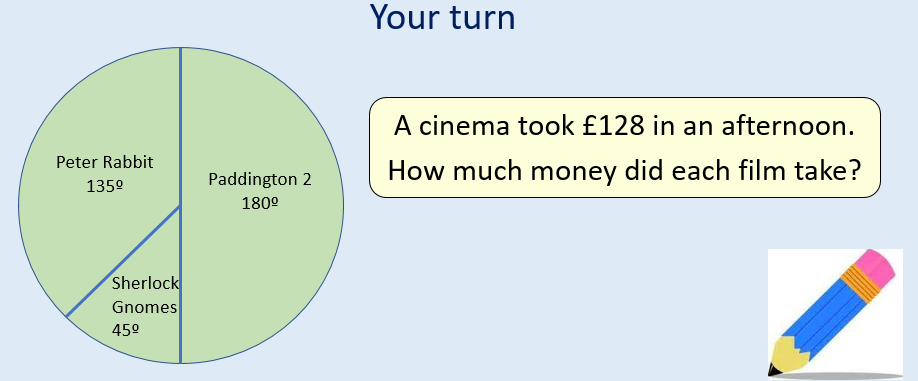 Your turn
Peter Rabbit
135º
Paddington 2
180º
Sherlock
Gnomes
45º
A cinema took £128 in an afternoon.
How much money did each film take?